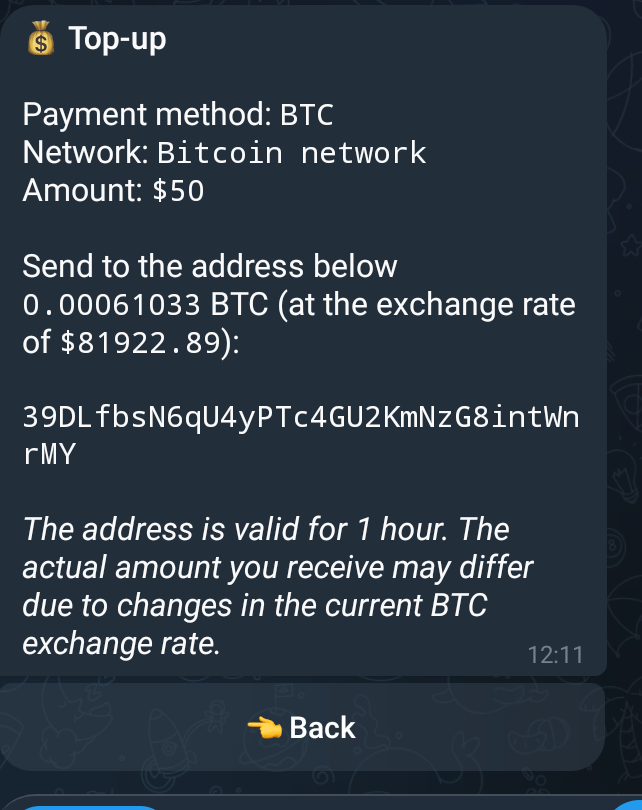 💰 Top-up
Payment method: BTC
Network: Bitcoin network
Amount: $50
Send to the address below
0.00061033 BTC (at the exchange rate
of $81922.89):
39DLfbsN6qU4yPTc4GU2KmNzG8intWn
rMY
The address is valid for 1 hour. The
actual amount you receive may differ
due to changes in the current BTC
exchange rate.
12:11
👈 Back